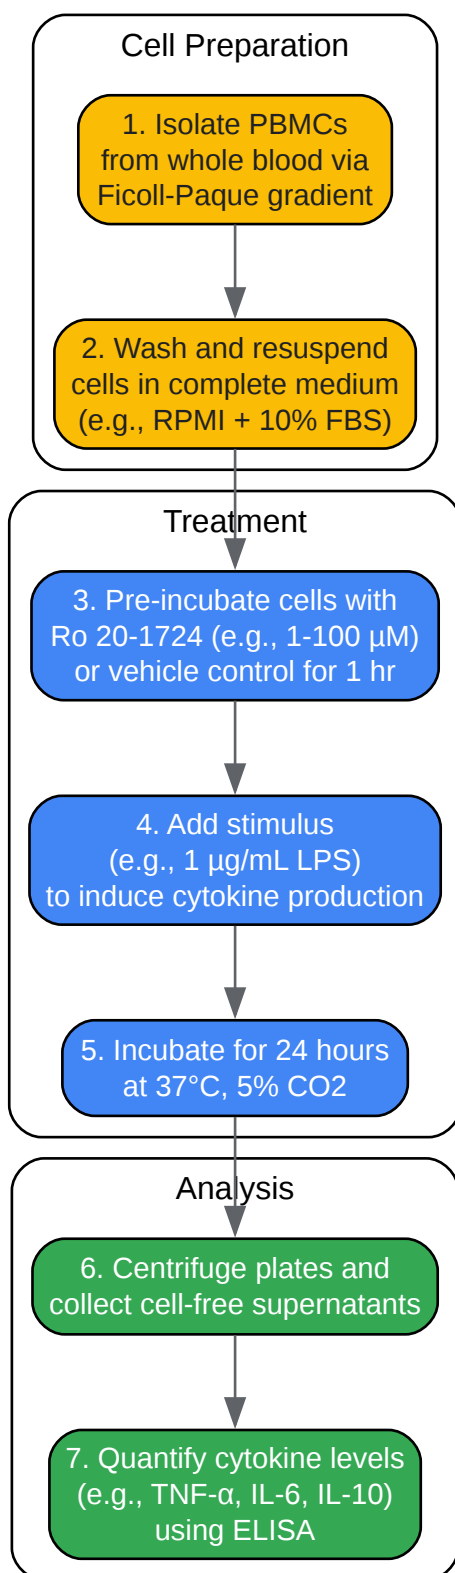 Cell Preparation
1. Isolate PBMCs
from whole blood via
Ficoll-Paque gradient
2. Wash and resuspend
cells in complete medium
(e.g., RPMI + 10% FBS)
Treatment
3. Pre-incubate cells with
Ro 20-1724 (e.g., 1-100 µM)
or vehicle control for 1 hr
4. Add stimulus
(e.g., 1 µg/mL LPS)
to induce cytokine production
5. Incubate for 24 hours
at 37°C, 5% CO2
Analysis
6. Centrifuge plates and
collect cell-free supernatants
7. Quantify cytokine levels
(e.g., TNF-α, IL-6, IL-10)
using ELISA